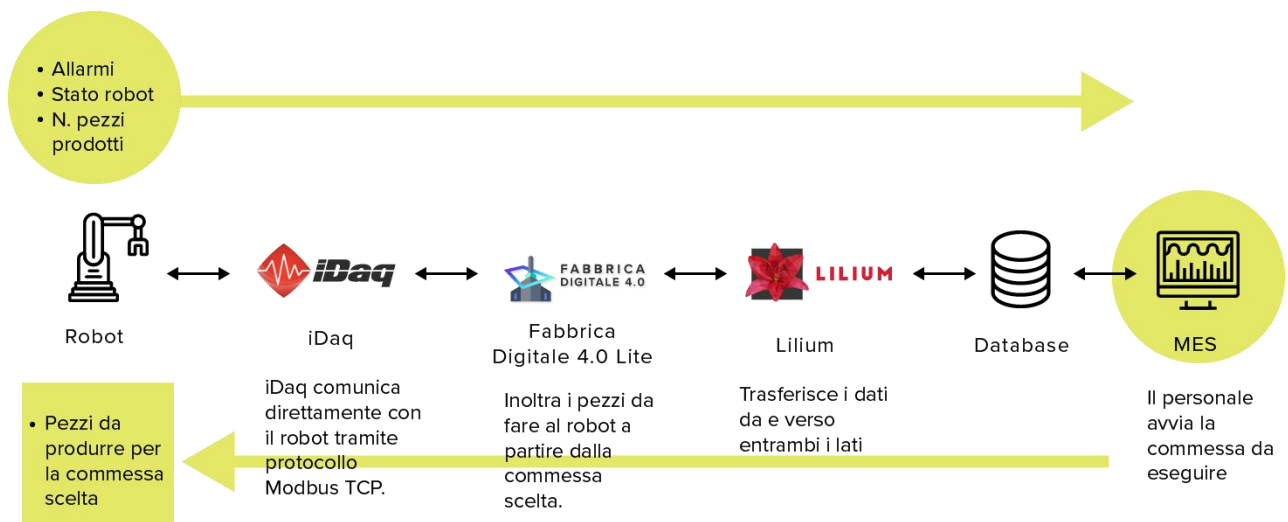 • Allarmi
• Stato robot
• N. pezzi
prodotti
iDaq
FABBRICA
DIGITALE 4.0
LILIUM
Robot
iDaq
Fabbrica
Digitale 4.0 Lite
Lilium
Database
MES
• Pezzi da
produrre per
la commessa
scelta
iDaq comunica
direttamente con
il robot tramite
protocollo
Modbus TCP.
Inoltra i pezzi da
fare al robot a
partire dalla
commessa
scelta.
Trasferisce i dati
da e verso
entrambi i lati
Il personale
avvia la
commessa da
eseguire